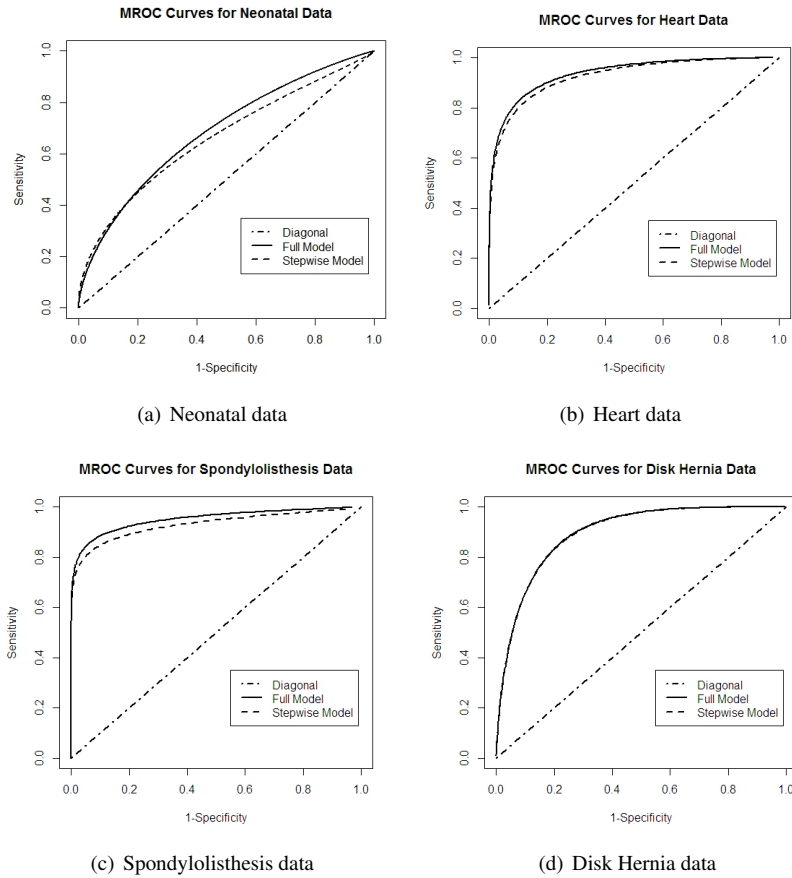 MROC Curves for Neonatal Data
Sensitivity
0.0 0.2 0.4 0.6 0.8 1.0
Diagonal
Full Model
Stepwise Model
0.0 0.2 0.4 0.6 0.8 1.0
1-Specificity
(a) Neonatal data
MROC Curves for Heart Data
Sensitivity
0.0 0.2 0.4 0.6 0.8 1.0
Diagonal
Full Model
Stepwise Model
0.0 0.2 0.4 0.6 0.8 1.0
1-Specificity
(b) Heart data
MROC Curves for Spondylolisthesis Data
Sensitivity
0.0 0.2 0.4 0.6 0.8 1.0
Diagonal
Full Model
Stepwise Model
0.0 0.2 0.4 0.6 0.8 1.0
1-Specificity
(c) Spondylolisthesis data
MROC Curves for Disk Hernia Data
Sensitivity
0.0 0.2 0.4 0.6 0.8 1.0
Diagonal
Full Model
Stepwise Model
0.0 0.2 0.4 0.6 0.8 1.0
1-Specificity
(d) Disk Hernia data